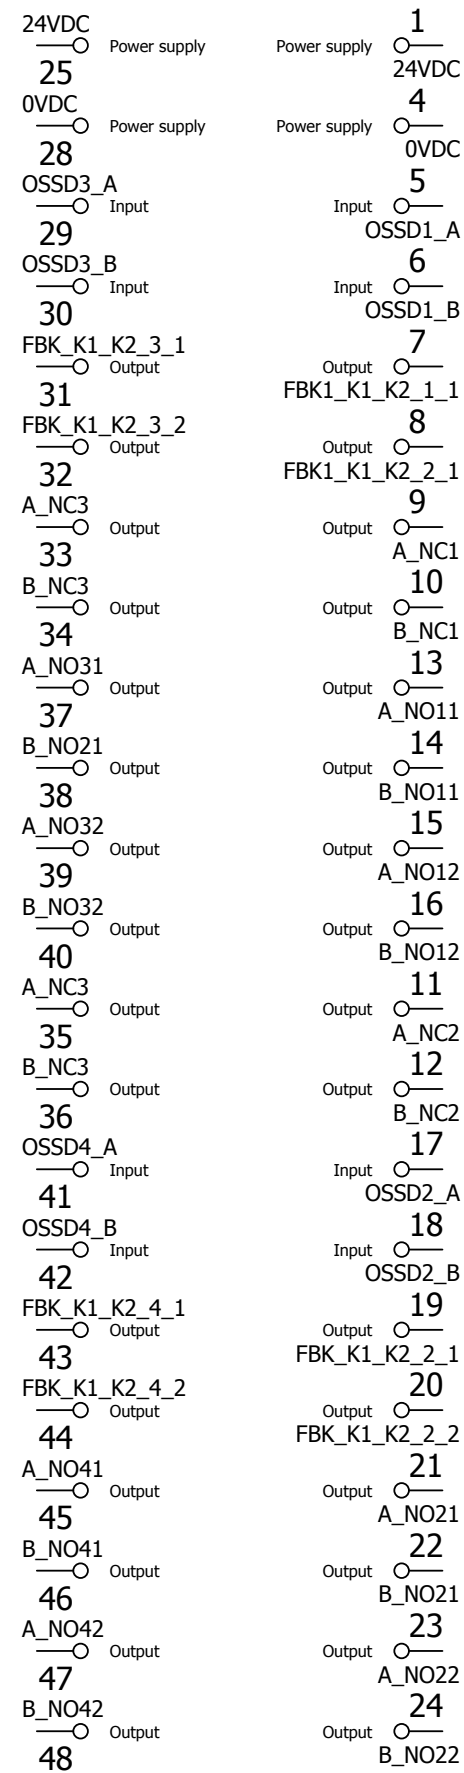 24VDC
Power supply
25
0VDC
Power supply
28
OSSD3_A
Input
29
OSSD3_B
Input
30
FBK_K1_K2_3_1
Output
31
FBK_K1_K2_3_2
Output
32
A_NC3
Output
33
B_NC3
Output
34
A_NO31
Output
37
B_NO21
Output
38
A_NO32
Output
39
B_NO32
Output
40
A_NC3
Output
35
B_NC3
Output
36
OSSD4_A
Input
41
OSSD4_B
Input
42
FBK_K1_K2_4_1
Output
43
FBK_K1_K2_4_2
Output
44
A_NO41
Output
45
B_NO41
Output
46
A_NO42
Output
47
B_NO42
Output
48
1
Power supply
24VDC
4
Power supply
0VDC
5
Input
OSSD1_A
6
Input
OSSD1_B
7
Output
FBK1_K1_K2_1_1
8
Output
FBK1_K1_K2_2_1
9
Output
A_NC1
10
Output
B_NC1
13
Output
A_NO11
14
Output
B_NO11
15
Output
A_NO12
16
Output
B_NO12
11
Output
A_NC2
12
Output
B_NC2
17
Input
OSSD2_A
18
Input
OSSD2_B
19
Output
FBK_K1_K2_2_1
20
Output
FBK_K1_K2_2_2
21
Output
A_NO21
22
Output
B_NO21
23
Output
A_NO22
24
Output
B_NO22